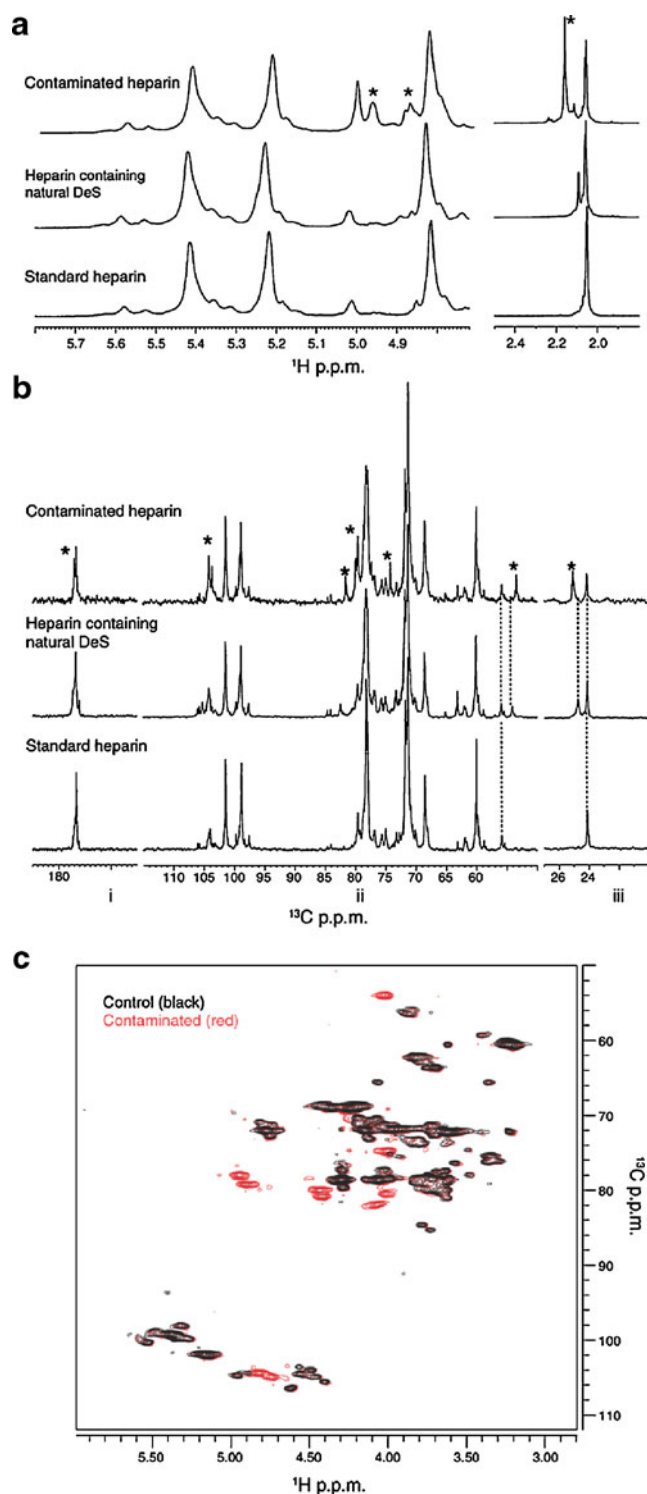 a
*
Contaminated heparin
* *
Heparin containing
natural DeS
Standard heparin
5.7 5.6 5.5 5.4 5.3 5.2 5.1 5.0 4.9
2.4 2.2 2.0
¹H p.p.m.
b
Contaminated heparin
* * * * * *
Heparin containing
natural DeS
Standard heparin
180
110 105 100 95 90 85 80 75 70 65 60
26 24
i ii iii
¹³C p.p.m.
c
Control (black)
Contaminated (red)
60
70
80
90
100
110
¹³C p.p.m.
5.50 5.00 4.50 4.00 3.50 3.00
¹H p.p.m.